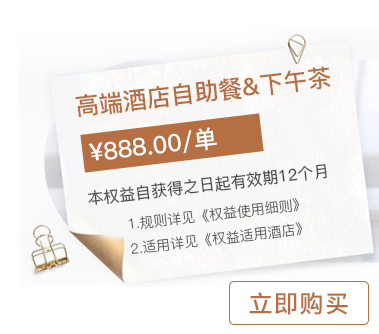 高端酒店自助餐&下午茶
¥888.00/单
本权益自获得之日起有效期12个月
1.规则详见《权益使用细则》
2.适用详见《权益适用酒店》
立即购买